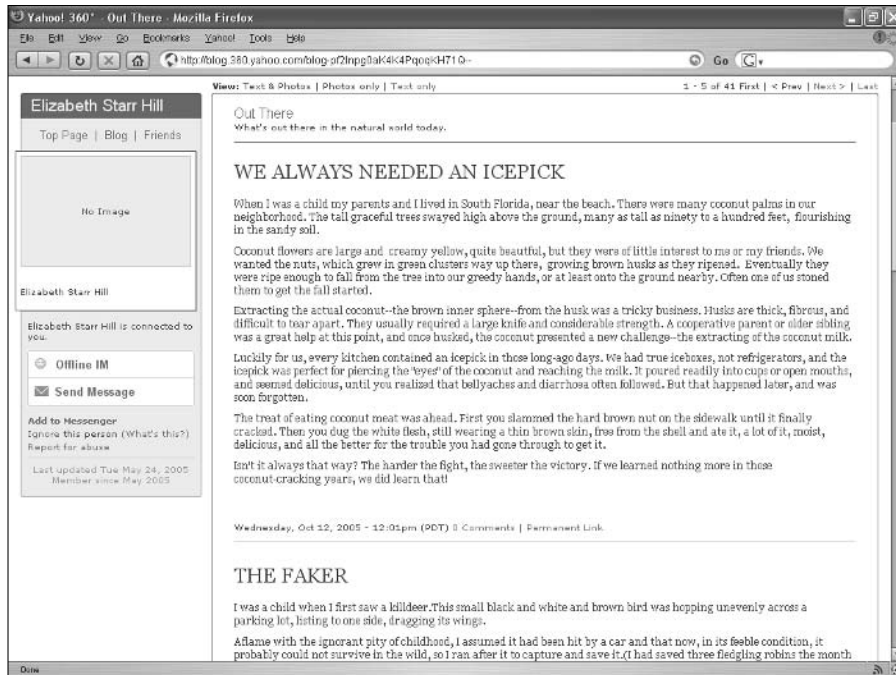 Yahoo! 360° - Out There - Mozilla Firefox
File Edit View Go Bookmarks Yahoo! Tools Help
Go
View: Text & Photos | Photos only | Text only
1 - 5 of 41 First | < Prev | Next > | Last
Elizabeth Starr Hill
Top Page | Blog | Friends
No Image
Elizabeth Starr Hill
Elizabeth Starr Hill is connected to
you.
Offline IM
Send Message
Add to Messenger
Ignore this person (What's this?)
Report for abuse
Last updated Tue May 24, 2005
Member since May 2005
Out There
What's out there in the natural world today.
WE ALWAYS NEEDED AN ICEPICK
When I was a child my parents and I lived in South Florida, near the beach. There were many coconut palms in our
neighborhood. The tall graceful trees swayed high above the ground, many as tall as ninety to a hundred feet, flourishing
in the sandy soil.
Coconut flowers are large and creamy yellow, quite beautful, but they were of little interest to me or my friends. We
wanted the nuts, which grew in green clusters way up there, growing brown husks as they ripened. Eventually they
were ripe enough to fall from the tree into our greedy hands, or at least onto the ground nearby. Often one of us stoned
them to get the fall started.
Extracting the actual coconut--the brown inner sphere--from the husk was a tricky business. Husks are thick, fibrous, and
difficult to tear apart. They usually required a large knife and considerable strength. A cooperative parent or older sibling
was a great help at this point, and once husked, the coconut presented a new challenge--the extracting of the coconut milk.
Luckily for us, every kitchen contained an icepick in those long-ago days. We had true iceboxes, not refrigerators, and the
icepick was perfect for piercing the "eyes" of the coconut and reaching the milk. It poured readily into cups or open mouths,
and seemed delicious, until you realized that bellyaches and diarrhoea often followed. But that happened later, and was
soon forgotten.
The treat of eating coconut meat was ahead. First you slammed the hard brown nut on the sidewalk until it finally
cracked. Then you dug the white flesh, still wearing a thin brown skin, free from the shell and ate it, a lot of it, moist,
delicious, and all the better for the trouble you had gone through to get it.
Isn't it always that way? The harder the fight, the sweeter the victory. If we learned nothing more in those
coconut-cracking years, we did learn that!
Wednesday, Oct 12, 2005 - 12:01pm (PDT) 0 Comments | Permanent Link
THE FAKER
I was a child when I first saw a killdeer.This small black and white and brown bird was hopping unevenly across a
parking lot, listing to one side, dragging its wings.
Aflame with the ignorant pity of childhood, I assumed it had been hit by a car and that now, in its feeble condition, it
probably could not survive in the wild, so I ran after it to capture and save it.(I had saved three fledgling robins the month
Done